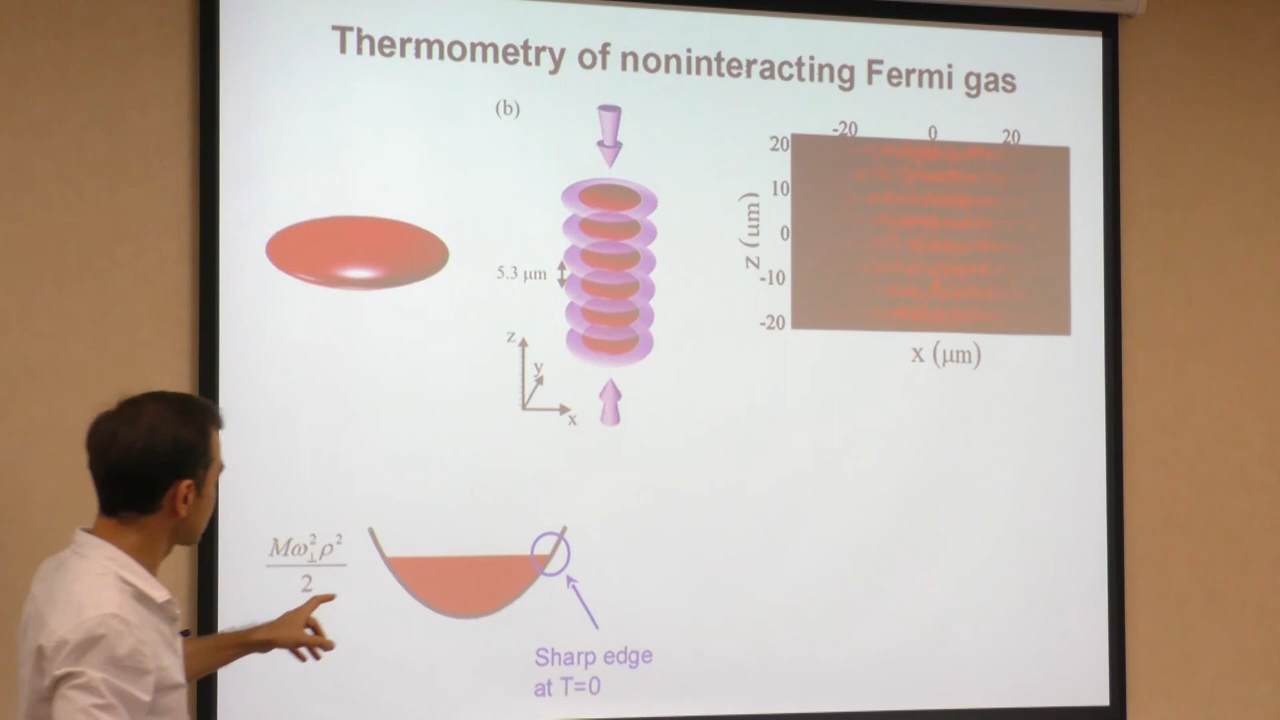 Thermometry of noninteracting Fermi gas
(b)
5.3 μm
z
y
x
-20 0 20
20
10
0
-10
-20
z (um)
x (μm)
Mω⊥²ρ²
2
Sharp edge
at T=0